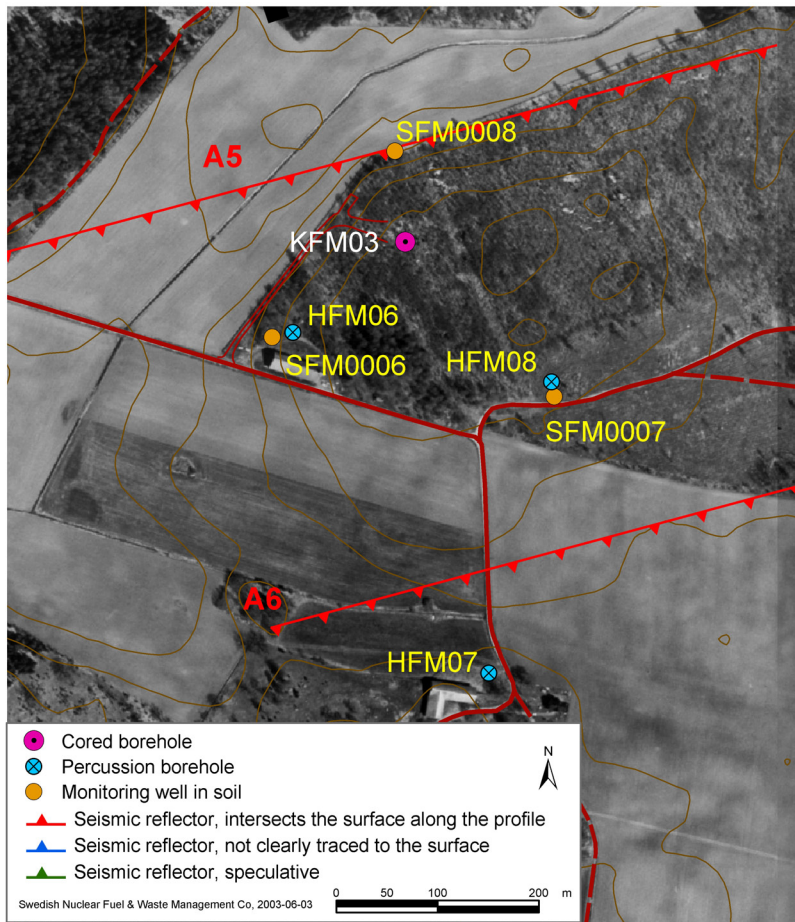 SFM0008
A5
KFM03
HFM06
SFM0006
HFM08
SFM0007
A6
HFM07
Cored borehole
Percussion borehole
Monitoring well in soil
Seismic reflector, intersects the surface along the profile
Seismic reflector, not clearly traced to the surface
Seismic reflector, speculative
N
Swedish Nuclear Fuel & Waste Management Co, 2003-06-03
0 50 100 200 m